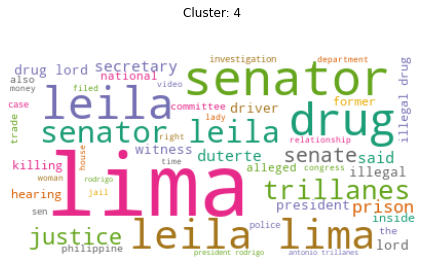 Cluster: 4
investigation department
drug lord secretary senator
also national video
money filed
leila former illegal drug
case committee driver
trade senator leila right lady drug
witness relationship
killing house time duterte senate said
woman rodrigo alleged congress illegal
hearing jail lima trillanes
sen president prison
justice leila police lima inside
the
philippine lord
president rodrigo antonio trillanes